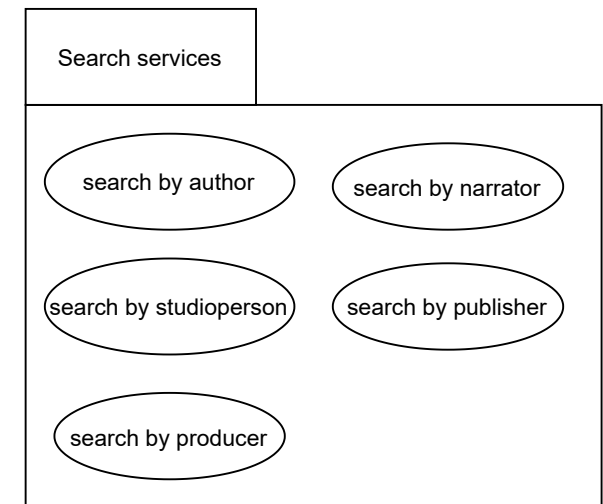 Search services
search by author
search by narrator
search by studioperson
search by publisher
search by producer